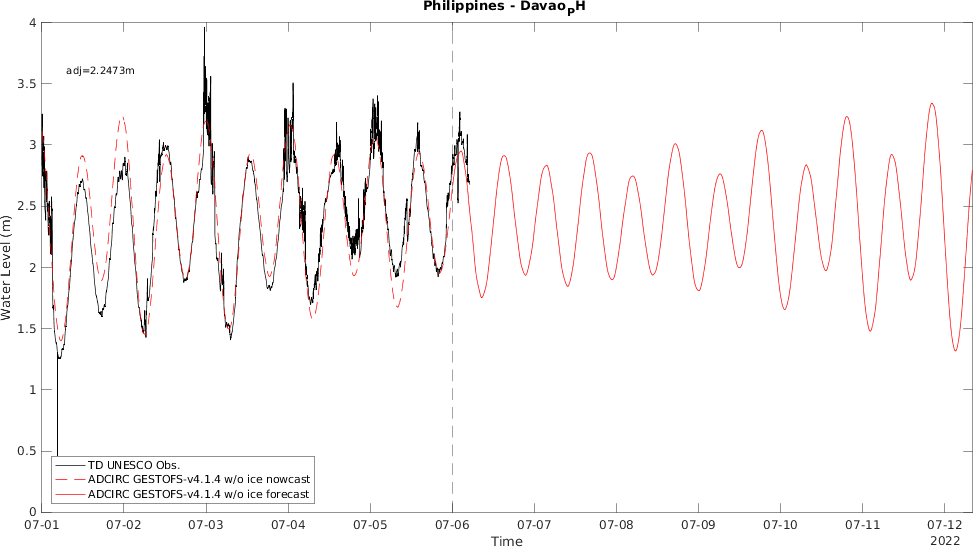 Philippines - Davao_pH
4
adj=2.2473m
3.5
3
2.5
2
1.5
1
0.5
0
Water Level (m)
TD UNESCO Obs.
ADCIRC GESTOFS-v4.1.4 w/o ice nowcast
ADCIRC GESTOFS-v4.1.4 w/o ice forecast
07-01 07-02 07-03 07-04 07-05 07-06 07-07 07-08 07-09 07-10 07-11 07-12
Time 2022